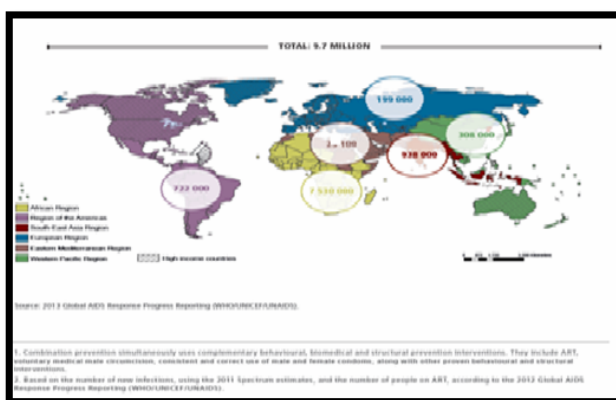 TOTAL: 9.7 MILLION
199 000
308 000
938 000
722 000
7 530 000
African Region
Region of the Americas
South-East Asia Region
European Region
Eastern Mediterranean Region
Western Pacific Region
High income countries
Source: 2013 Global AIDS Response Progress Reporting (WHO/UNICEF/UNAIDS).
1. Combination prevention simultaneously uses complementary behavioural, biomedical and structural prevention interventions. They include ART,
voluntary medical male circumcision, consistent and correct use of male and female condoms, along with other proven behavioural and structural
interventions.
2. Based on the number of new infections, using the 2011 Spectrum estimates, and the number of people on ART, according to the 2012 Global AIDS
Response Progress Reporting (WHO/UNICEF/UNAIDS).